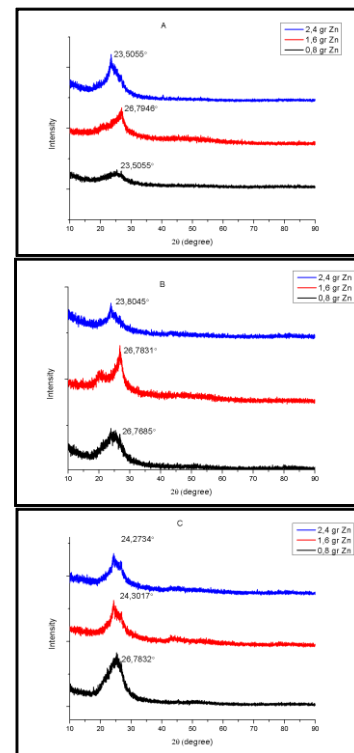 A
2,4 gr Zn
1,6 gr Zn
0,8 gr Zn
23,5055°
26,7946°
23,5055°
Intensity
10 20 30 40 50 60 70 80 90
2θ (degree)
B
2,4 gr Zn
1,6 gr Zn
0,8 gr Zn
23,8045°
26,7831°
26,7685°
Intensity
10 20 30 40 50 60 70 80 90
2θ (degree)
C
2,4 gr Zn
1,6 gr Zn
0,8 gr Zn
24,2734°
24,3017°
26,7832°
Intensity
10 20 30 40 50 60 70 80 90
2θ (degree)